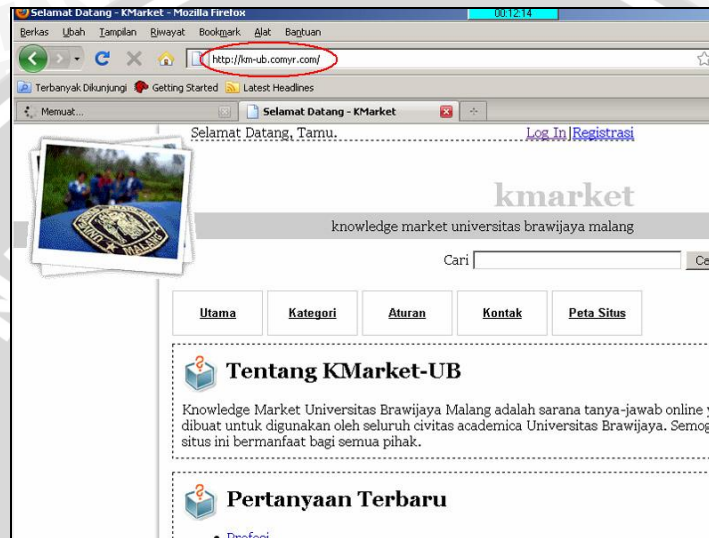 Selamat Datang - KMarket - Mozilla Firefox
00:12:14
Berkas Ubah Tampilan Riwayat Bookmark Alat Bantuan
http://km-ub.comyr.com/
Terbanyak Dikunjungi Getting Started Latest Headlines
Memuat... Selamat Datang - KMarket
Selamat Datang, Tamu. Log In|Registrasi
kmarket
knowledge market universitas brawijaya malang
Cari
Utama Kategori Aturan Kontak Peta Situs
Tentang KMarket-UB
Knowledge Market Universitas Brawijaya Malang adalah sarana tanya-jawab online
dibuat untuk digunakan oleh seluruh civitas academica Universitas Brawijaya. Semog
situs ini bermanfaat bagi semua pihak.
Pertanyaan Terbaru
Profesi